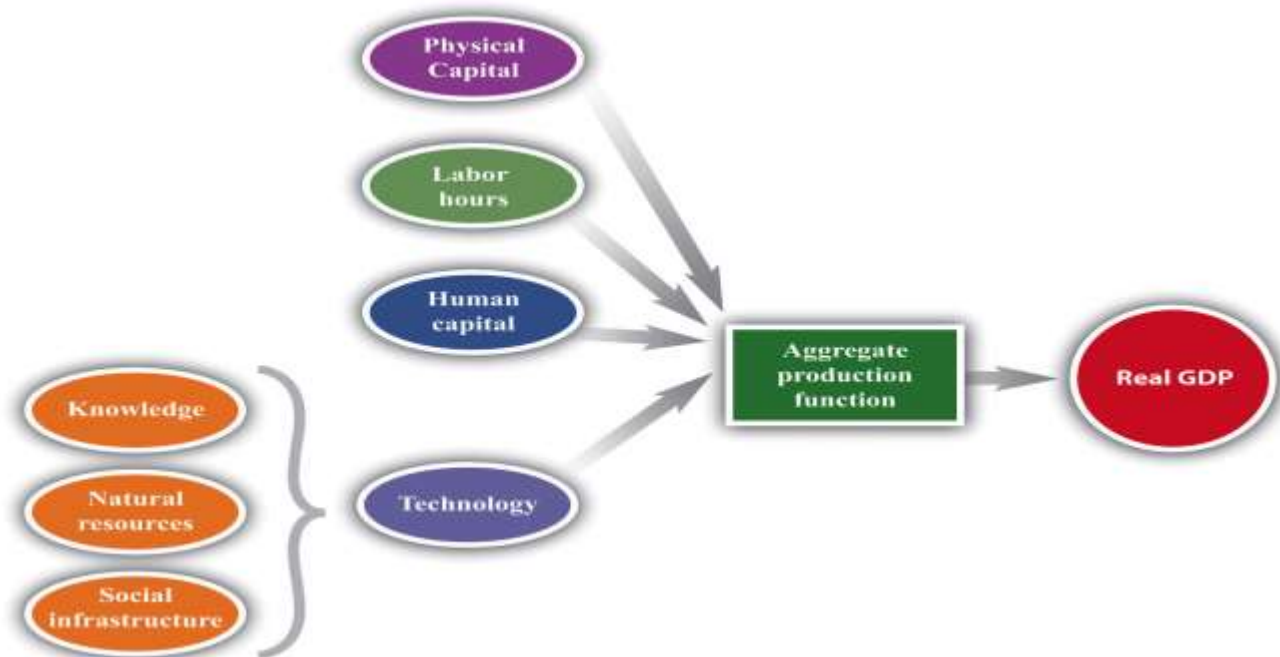 Physical
Capital
Labor
hours
Human
capital
Aggregate
production
function
Real GDP
Knowledge
Natural
resources
Social
infrastructure
Technology